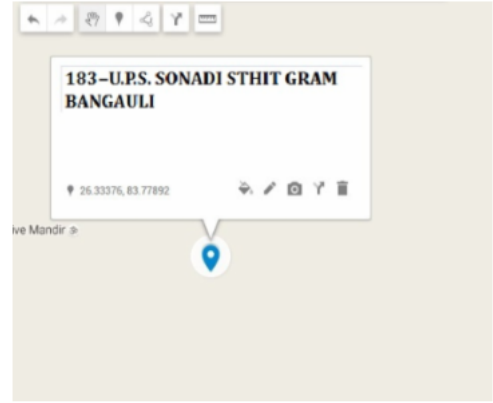 183-U.P.S. SONADI STHIT GRAM
BANGAULI
26.33376, 83.77892
ive Mandir